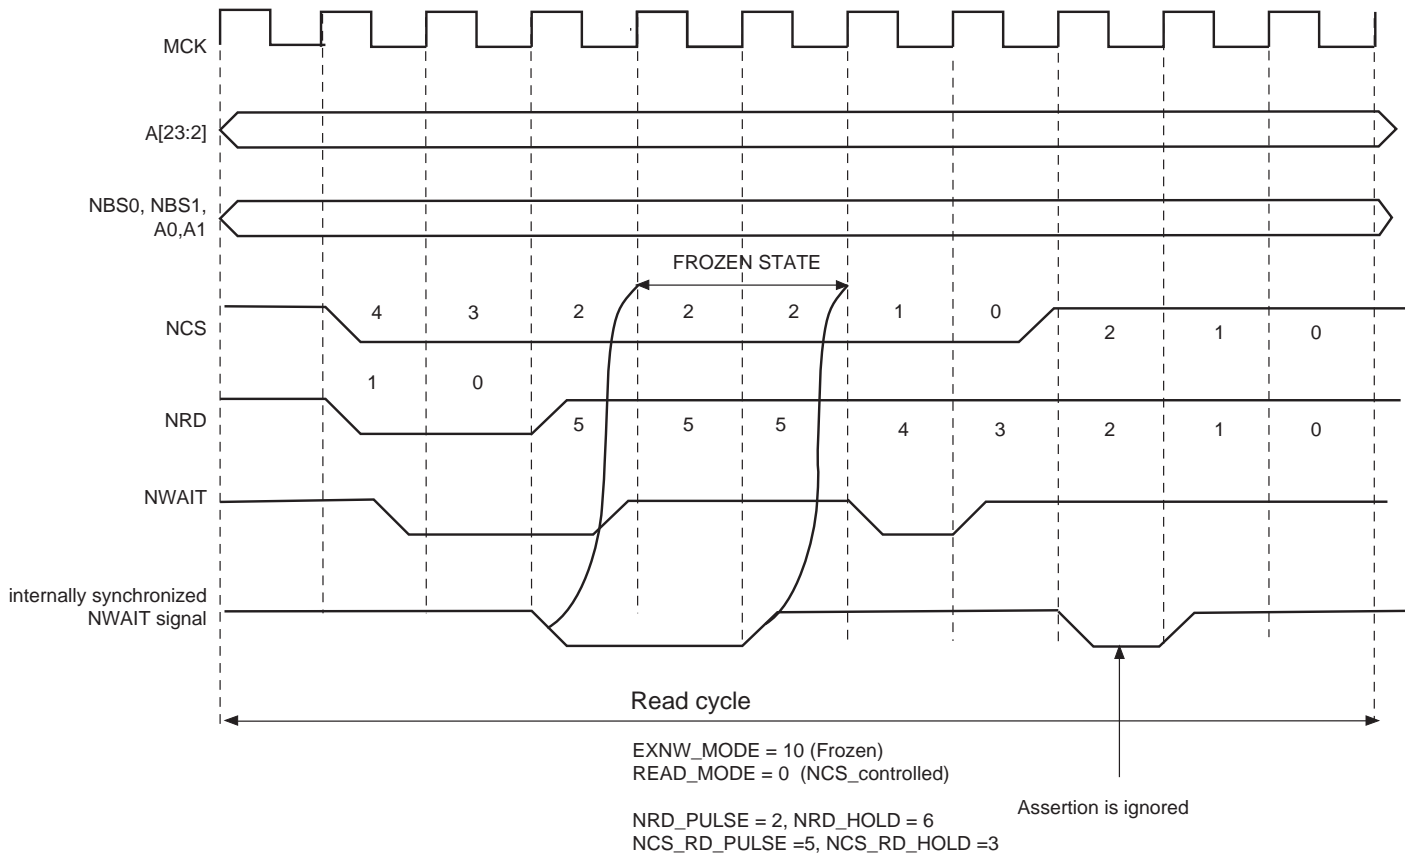 MCK
A[23:2]
NBS0, NBS1,
A0,A1
FROZEN STATE
NCS
4 3 2 2 2 1 0
2 1 0
1 0
NRD
5 5 5 4 3 2 1 0
NWAIT
internally synchronized
NWAIT signal
Read cycle
EXNW_MODE = 10 (Frozen)
READ_MODE = 0 (NCS_controlled)
Assertion is ignored
NRD_PULSE = 2, NRD_HOLD = 6
NCS_RD_PULSE =5, NCS_RD_HOLD =3